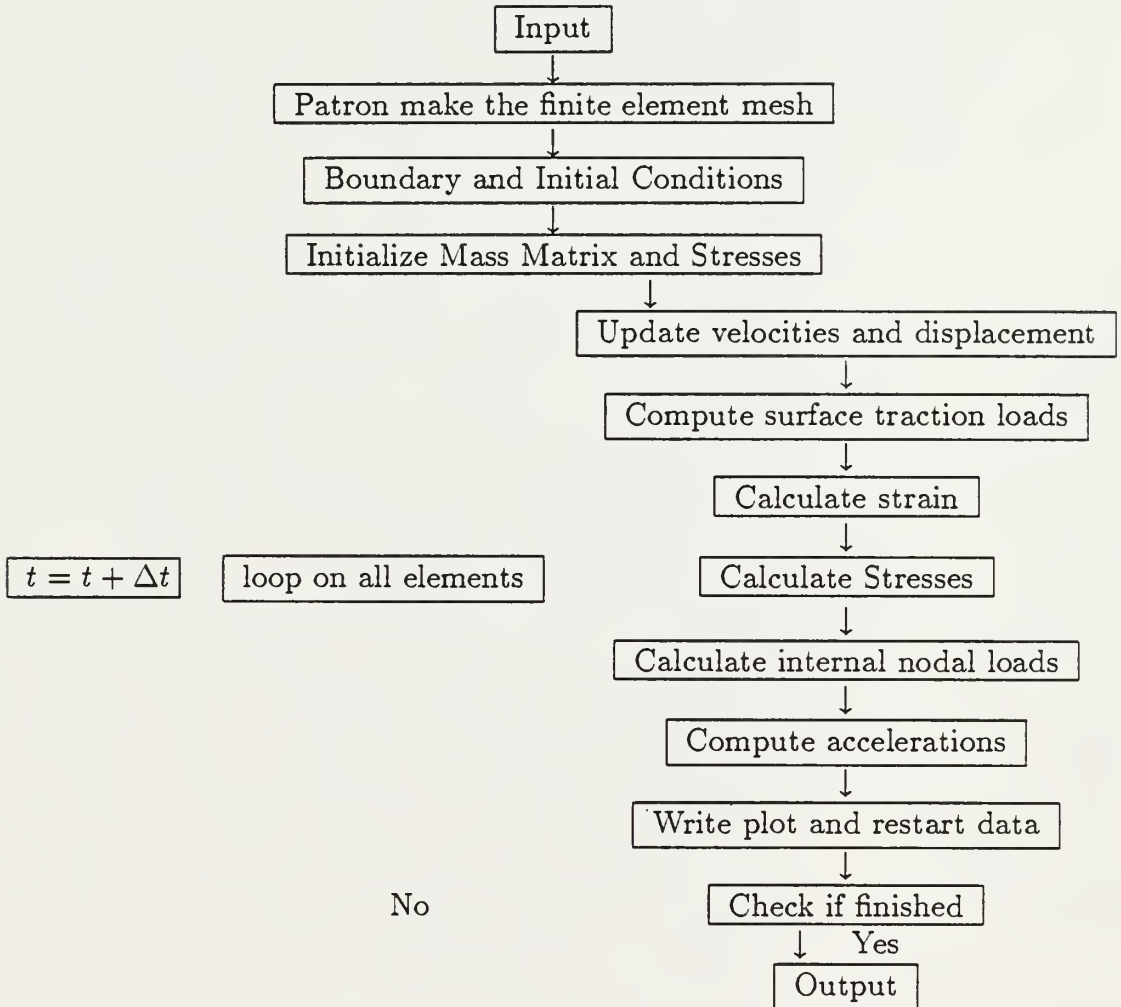 Input
Patron make the finite element mesh
Boundary and Initial Conditions
Initialize Mass Matrix and Stresses
Update velocities and displacement
Compute surface traction loads
Calculate strain
t = t + Δt
loop on all elements
Calculate Stresses
Calculate internal nodal loads
Compute accelerations
Write plot and restart data
No
Check if finished
Yes
Output